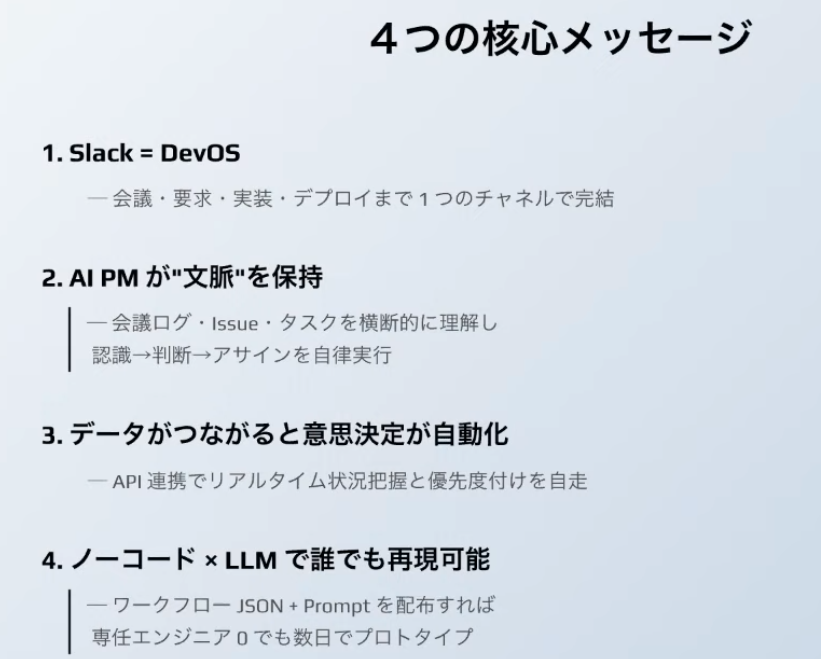 4つの核心メッセージ
1. Slack = DevOS
— 会議・要求・実装・デプロイまで 1 つのチャネルで完結
2. AI PM が"文脈"を保持
— 会議ログ・Issue・タスクを横断的に理解し
認識→判断→アサインを自律実行
3. データがつながると意思決定が自動化
— API 連携でリアルタイム状況把握と優先度付けを自走
4. ノーコード × LLM で誰でも再現可能
— ワークフロー JSON + Prompt を配布すれば
専任エンジニア 0 でも数日でプロトタイプ